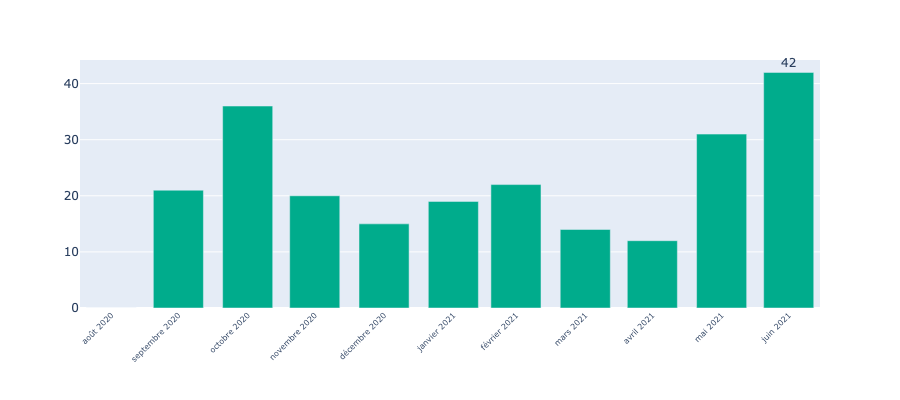 42
40
30
20
10
0
août 2020
septembre 2020
octobre 2020
novembre 2020
décembre 2020
janvier 2021
février 2021
mars 2021
avril 2021
mai 2021
juin 2021